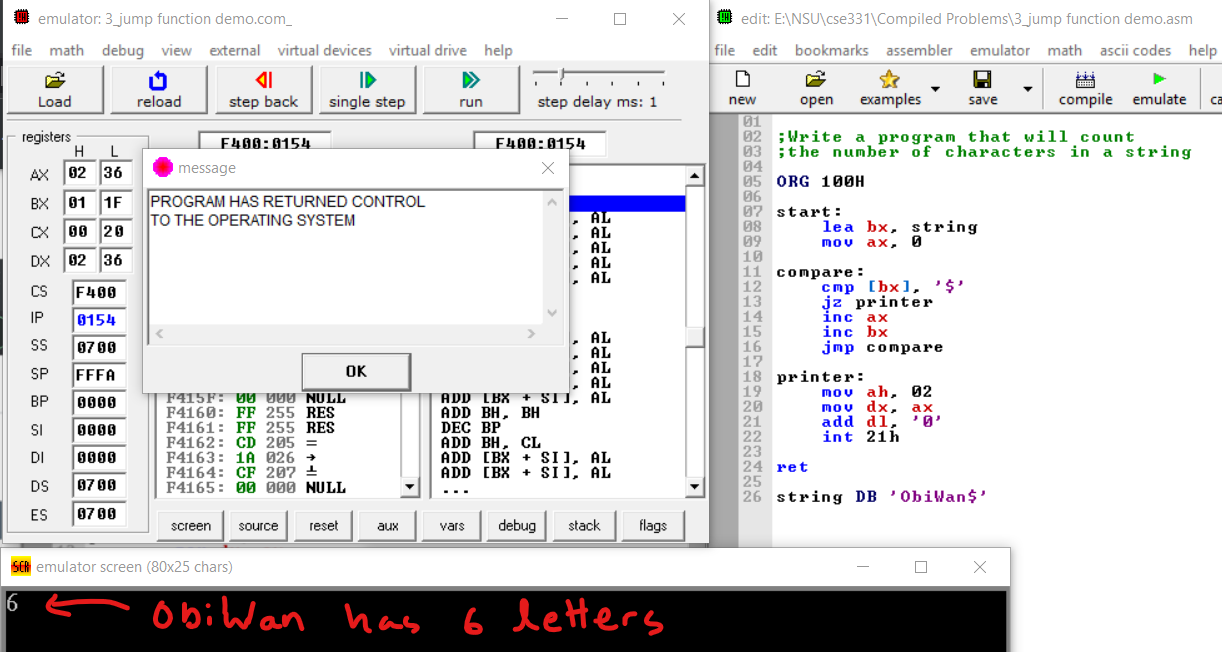 emulator: 3_jump function demo.com_
file math debug view external virtual devices virtual drive help
Load reload step back single step run step delay ms: 1
registers F400:0154 F400:0154
H L
AX 02 36
BX 01 1F
CX 00 20
DX 02 36
CS F400
IP 0154
SS 0700
SP FFFA
BP 0000
SI 0000
DI 0000
DS 0700
ES 0700
message
PROGRAM HAS RETURNED CONTROL
TO THE OPERATING SYSTEM
OK
, AL
, AL
, AL
, AL
, AL
, AL
, AL
, AL
, AL
F415F: 00 000 NULL ADD [BX + SI], AL
F4160: FF 255 RES ADD BH, BH
F4161: FF 255 RES DEC BP
F4162: CD 205 = ADD BH, CL
F4163: 1A 026 → ADD [BX + SI], AL
F4164: CF 207 ╧ ADD [BX + SI], AL
F4165: 00 000 NULL ...
screen source reset aux vars debug stack flags
edit: E:\NSU\cse331\Compiled Problems\3_jump function demo.asm
file edit bookmarks assembler emulator math ascii codes help
new open examples save compile emulate ca
01
02 ;Write a program that will count
03 ;the number of characters in a string
04
05 ORG 100H
06
07 start:
08 lea bx, string
09 mov ax, 0
10
11 compare:
12 cmp [bx], '$'
13 jz printer
14 inc ax
15 inc bx
16 jmp compare
17
18 printer:
19 mov ah, 02
20 mov dx, ax
21 add dl, '0'
22 int 21h
23
24 ret
25
26 string DB 'ObiWan$'
SCR emulator screen (80x25 chars)
6 ObiWan has 6 letters